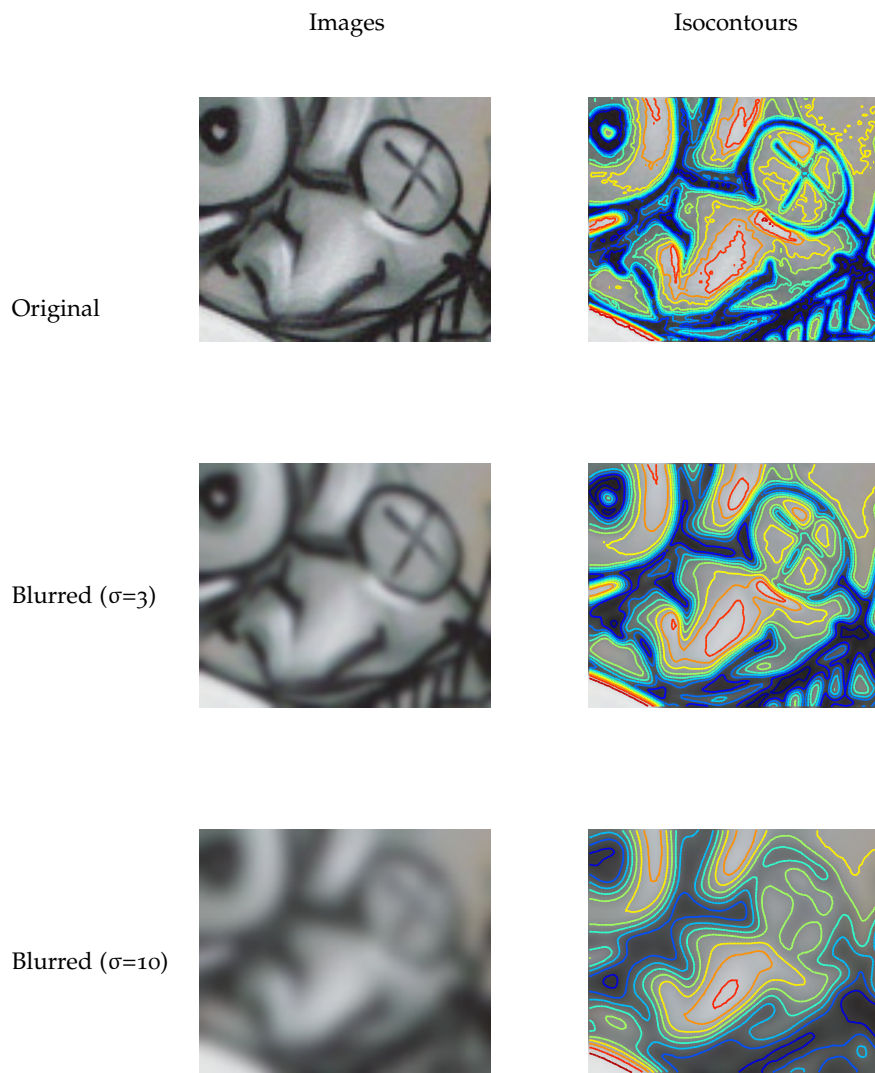 Images Isocontours
Original
Blurred (σ=3)
Blurred (σ=10)